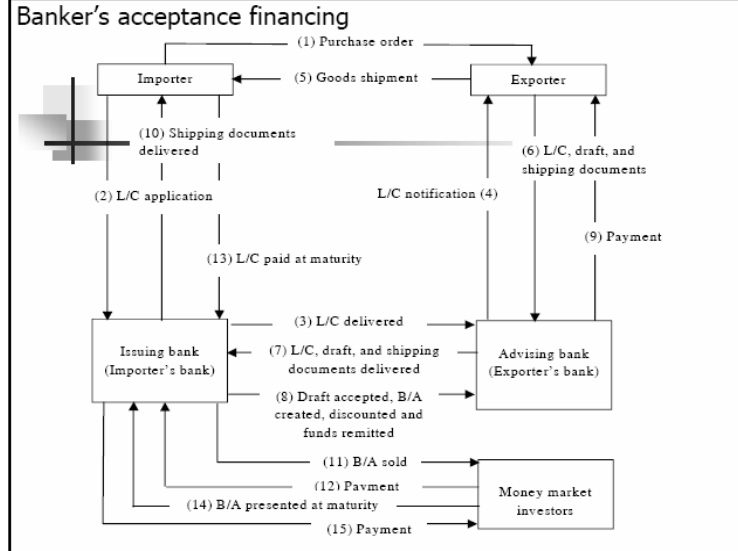 Banker's acceptance financing
(1) Purchase order
Importer
(5) Goods shipment
Exporter
(10) Shipping documents
delivered
(6) L/C, draft, and
shipping documents
(2) L/C application
L/C notification (4)
(9) Payment
(13) L/C paid at maturity
(3) L/C delivered
Issuing bank
(Importer's bank)
(7) L/C, draft, and shipping
documents delivered
Advising bank
(Exporter's bank)
(8) Draft accepted, B/A
created, discounted and
funds remitted
(11) B/A sold
(12) Payment
(14) B/A presented at maturity
Money market
investors
(15) Payment